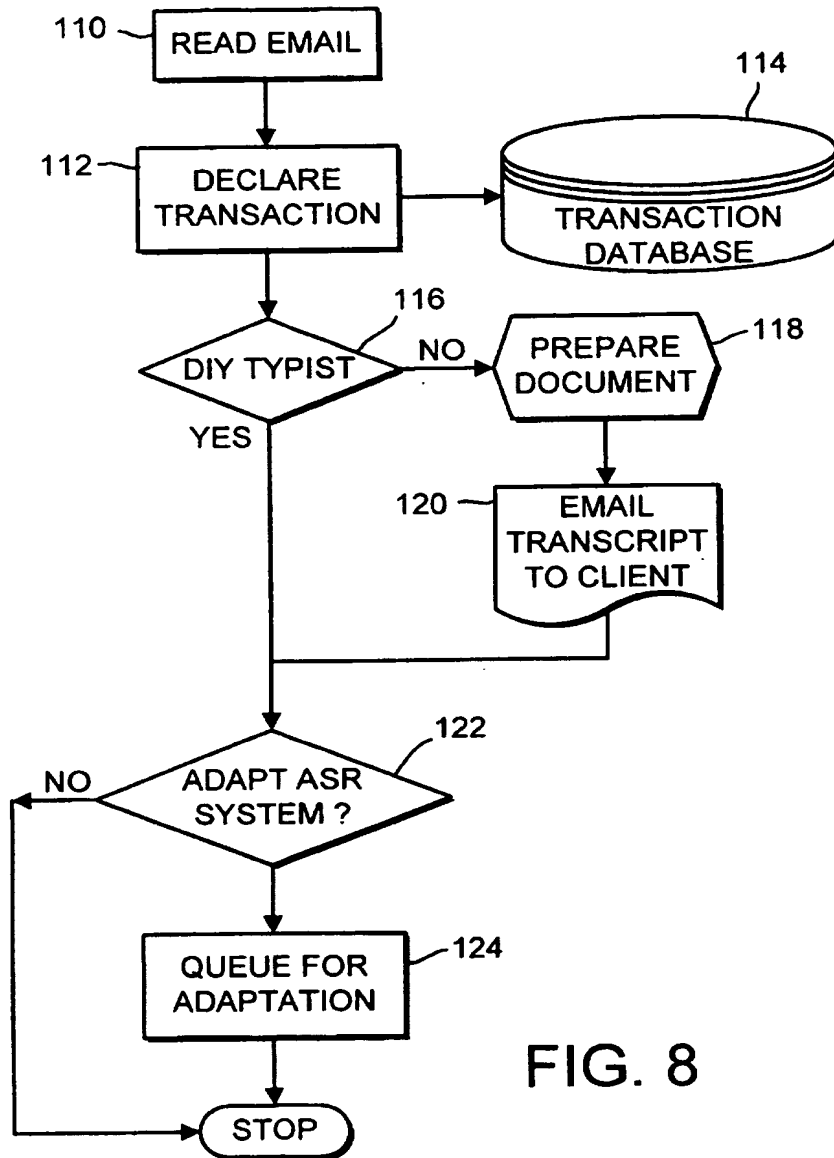 110
READ EMAIL
114
112
DECLARE
TRANSACTION
TRANSACTION
DATABASE
116
118
DIY TYPIST
NO
PREPARE
DOCUMENT
YES
120
EMAIL
TRANSCRIPT
TO CLIENT
122
NO
ADAPT ASR
SYSTEM ?
124
QUEUE FOR
ADAPTATION
FIG. 8
STOP